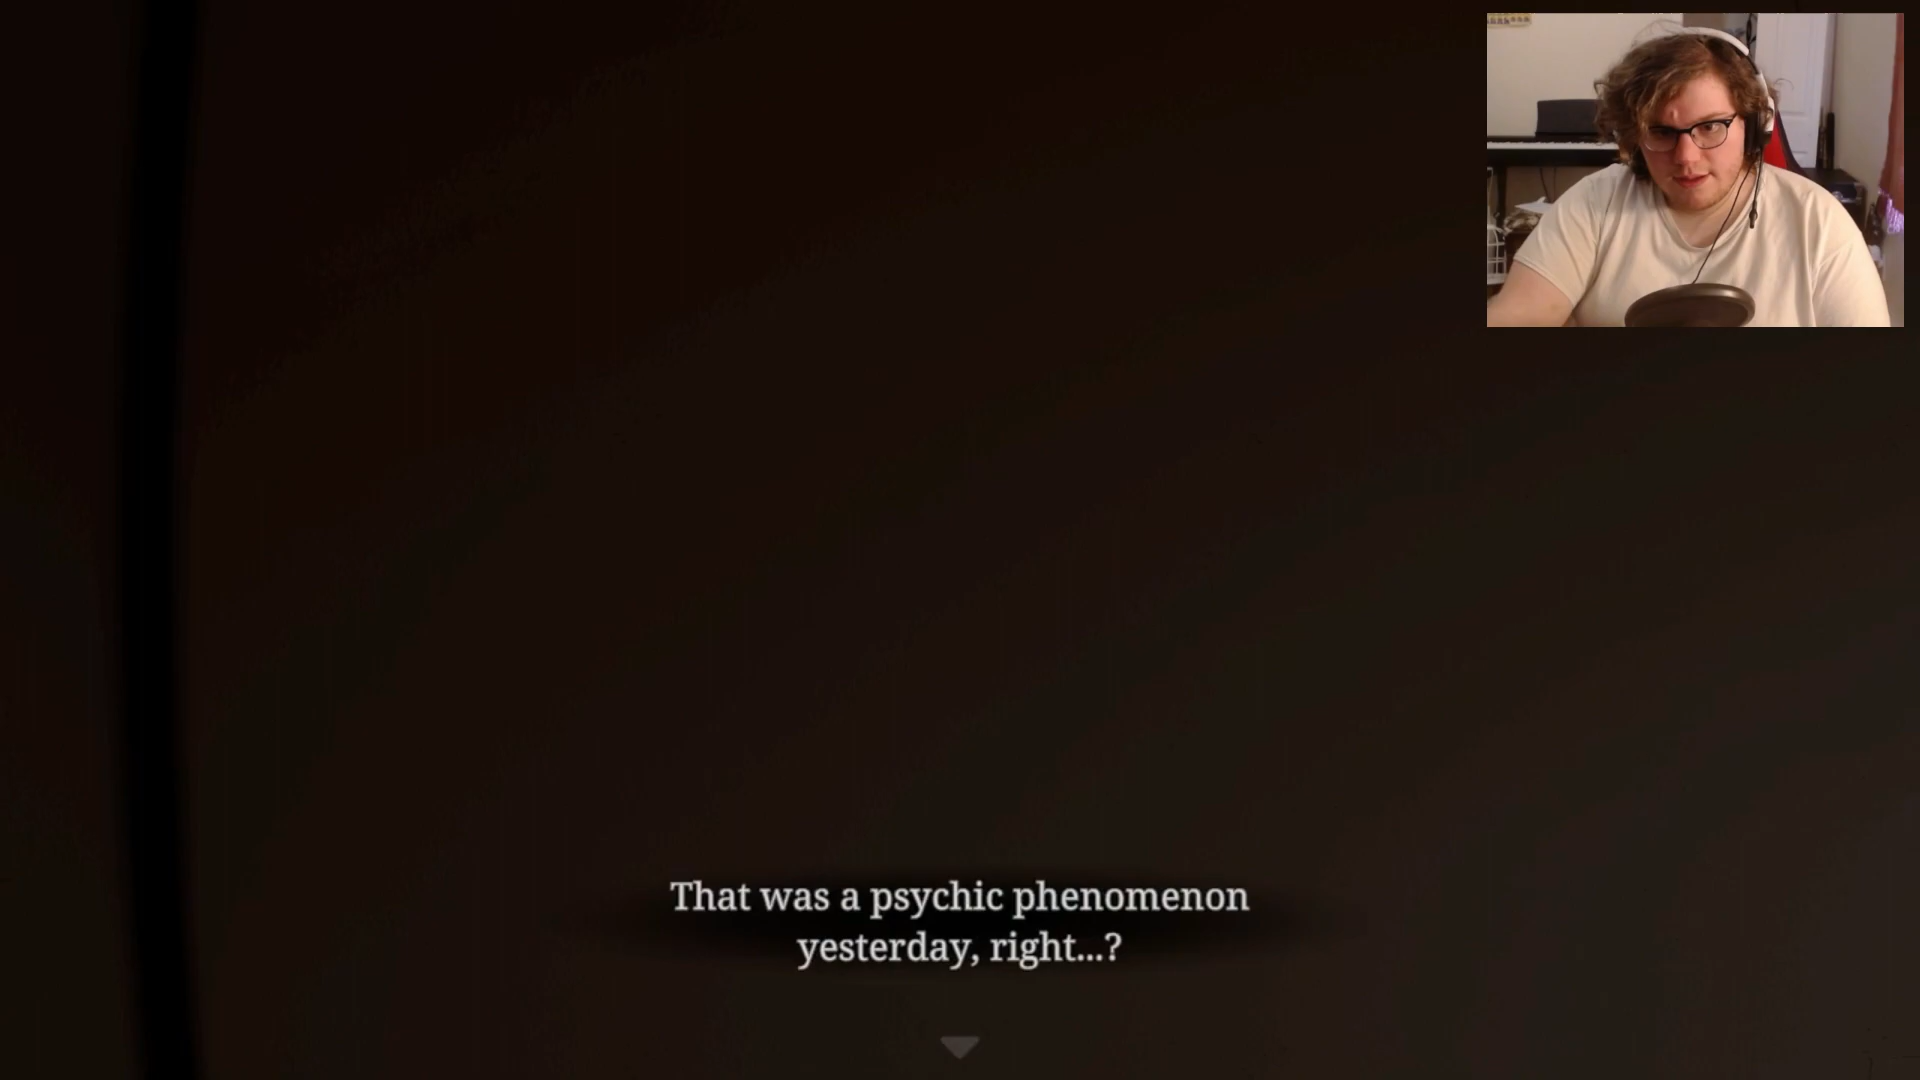 That was a psychic phenomenon
yesterday, right...?